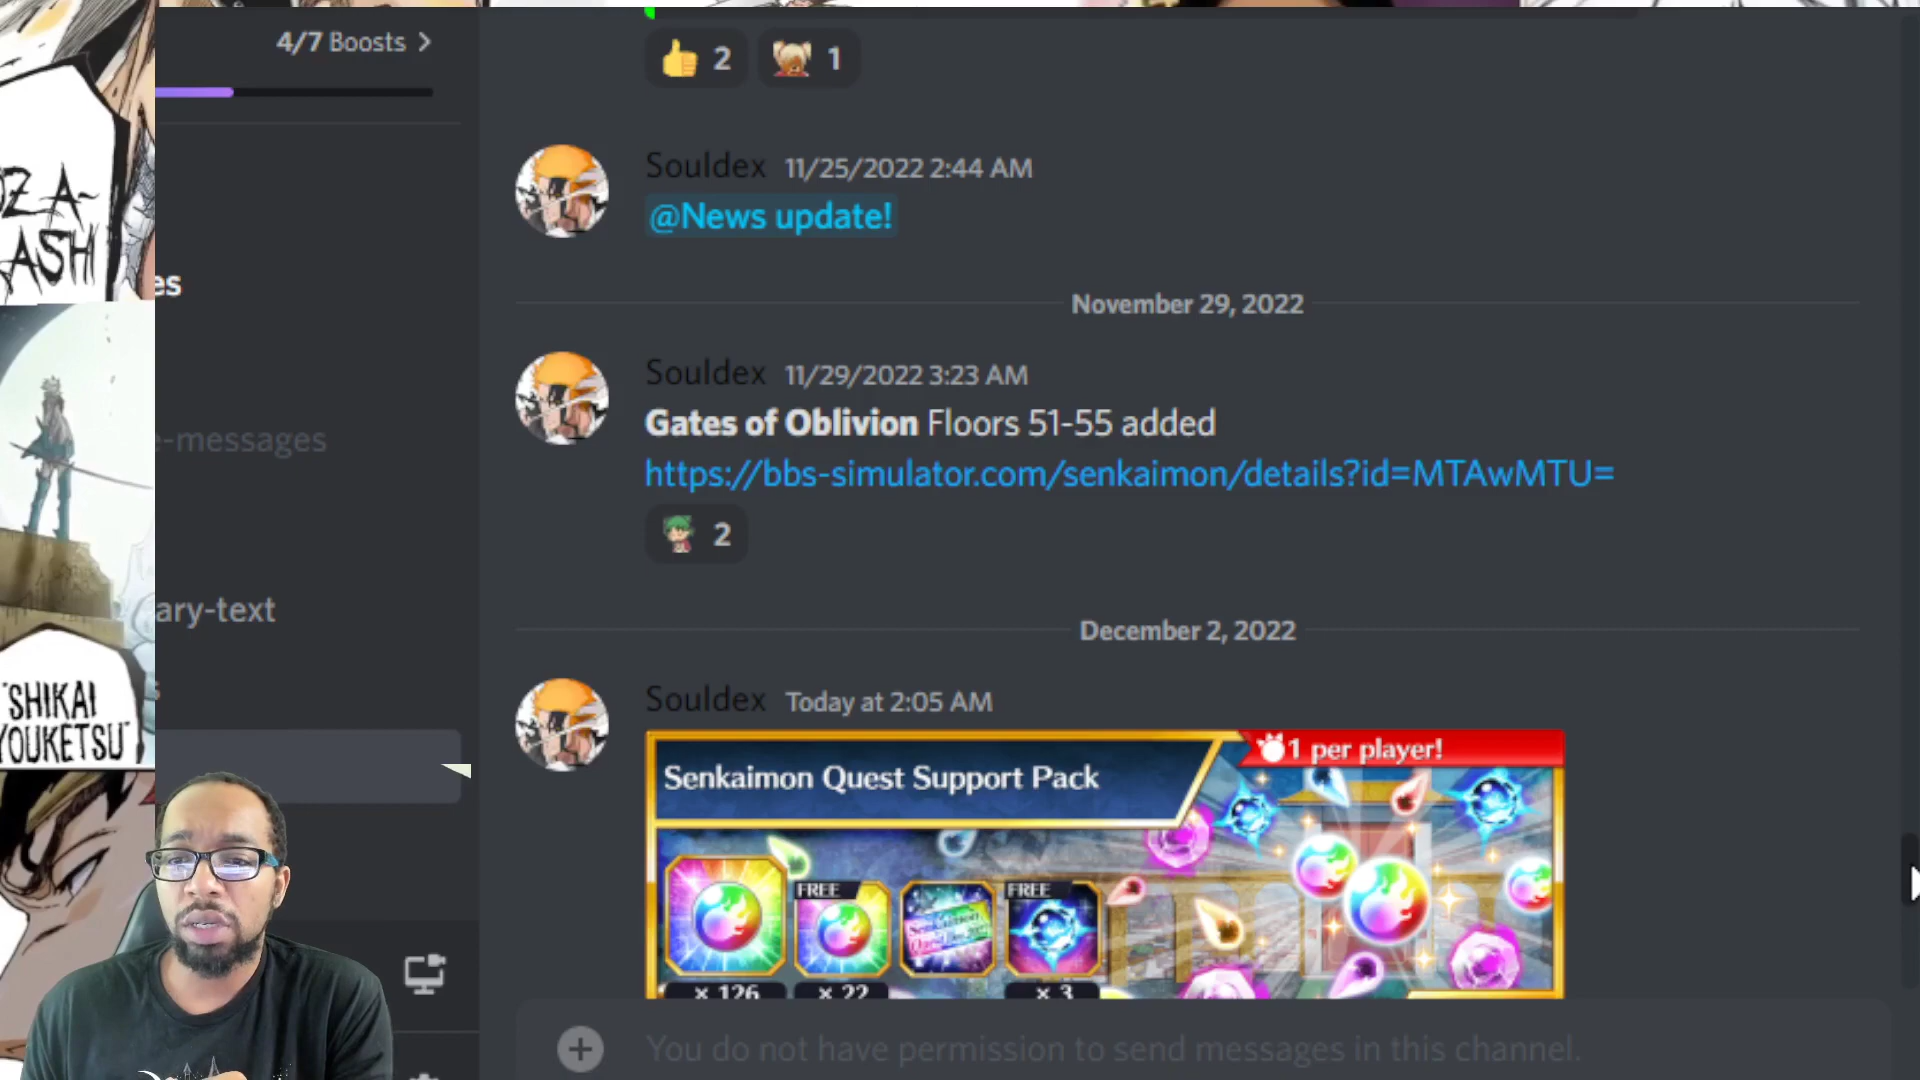 4/7 Boosts
2
1
OZA-
ASHI
Souldex 11/25/2022 2:44 AM
@News update!
es
November 29, 2022
Souldex 11/29/2022 3:23 AM
Gates of Oblivion Floors 51-55 added
https://bbs-simulator.com/senkaimon/details?id=MTAwMTU=
e-messages
2
ary-text
December 2, 2022
"SHIKAI
YOUKETSU"
s
Souldex Today at 2:05 AM
1 per player!
Senkaimon Quest Support Pack
FREE
FREE
x 126
x 22
x 3
You do not have permission to send messages in this channel.